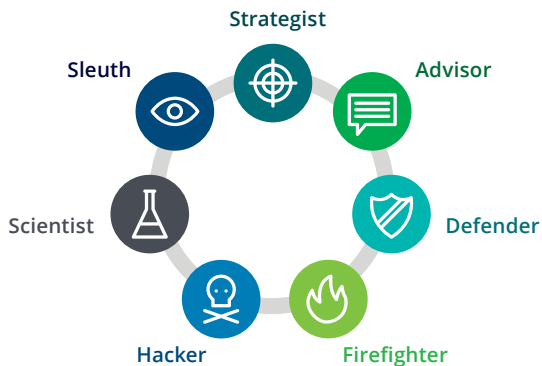 Strategist
Sleuth
Advisor
Scientist
Defender
Hacker
Firefighter